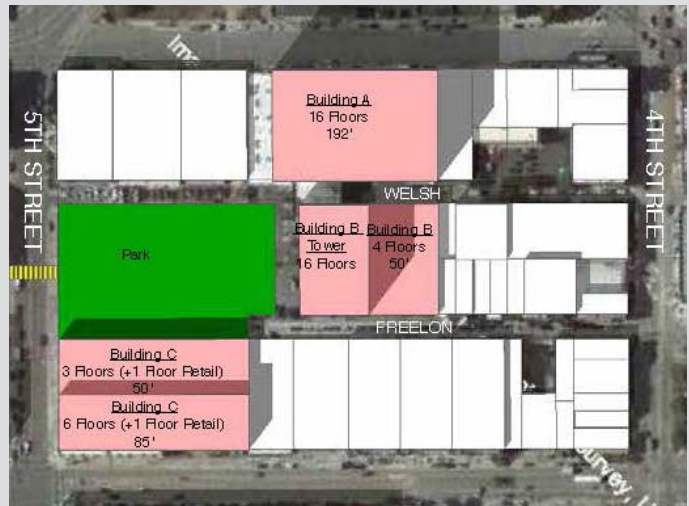 Building A
16 Floors
192'
5TH STREET
4TH STREET
WELSH
Park
Building B
Tower
16 Floors
Building B
4 Floors
50'
FREELON
Building C
3 Floors (+1 Floor Retail)
50'
Building C
6 Floors (+1 Floor Retail)
85'